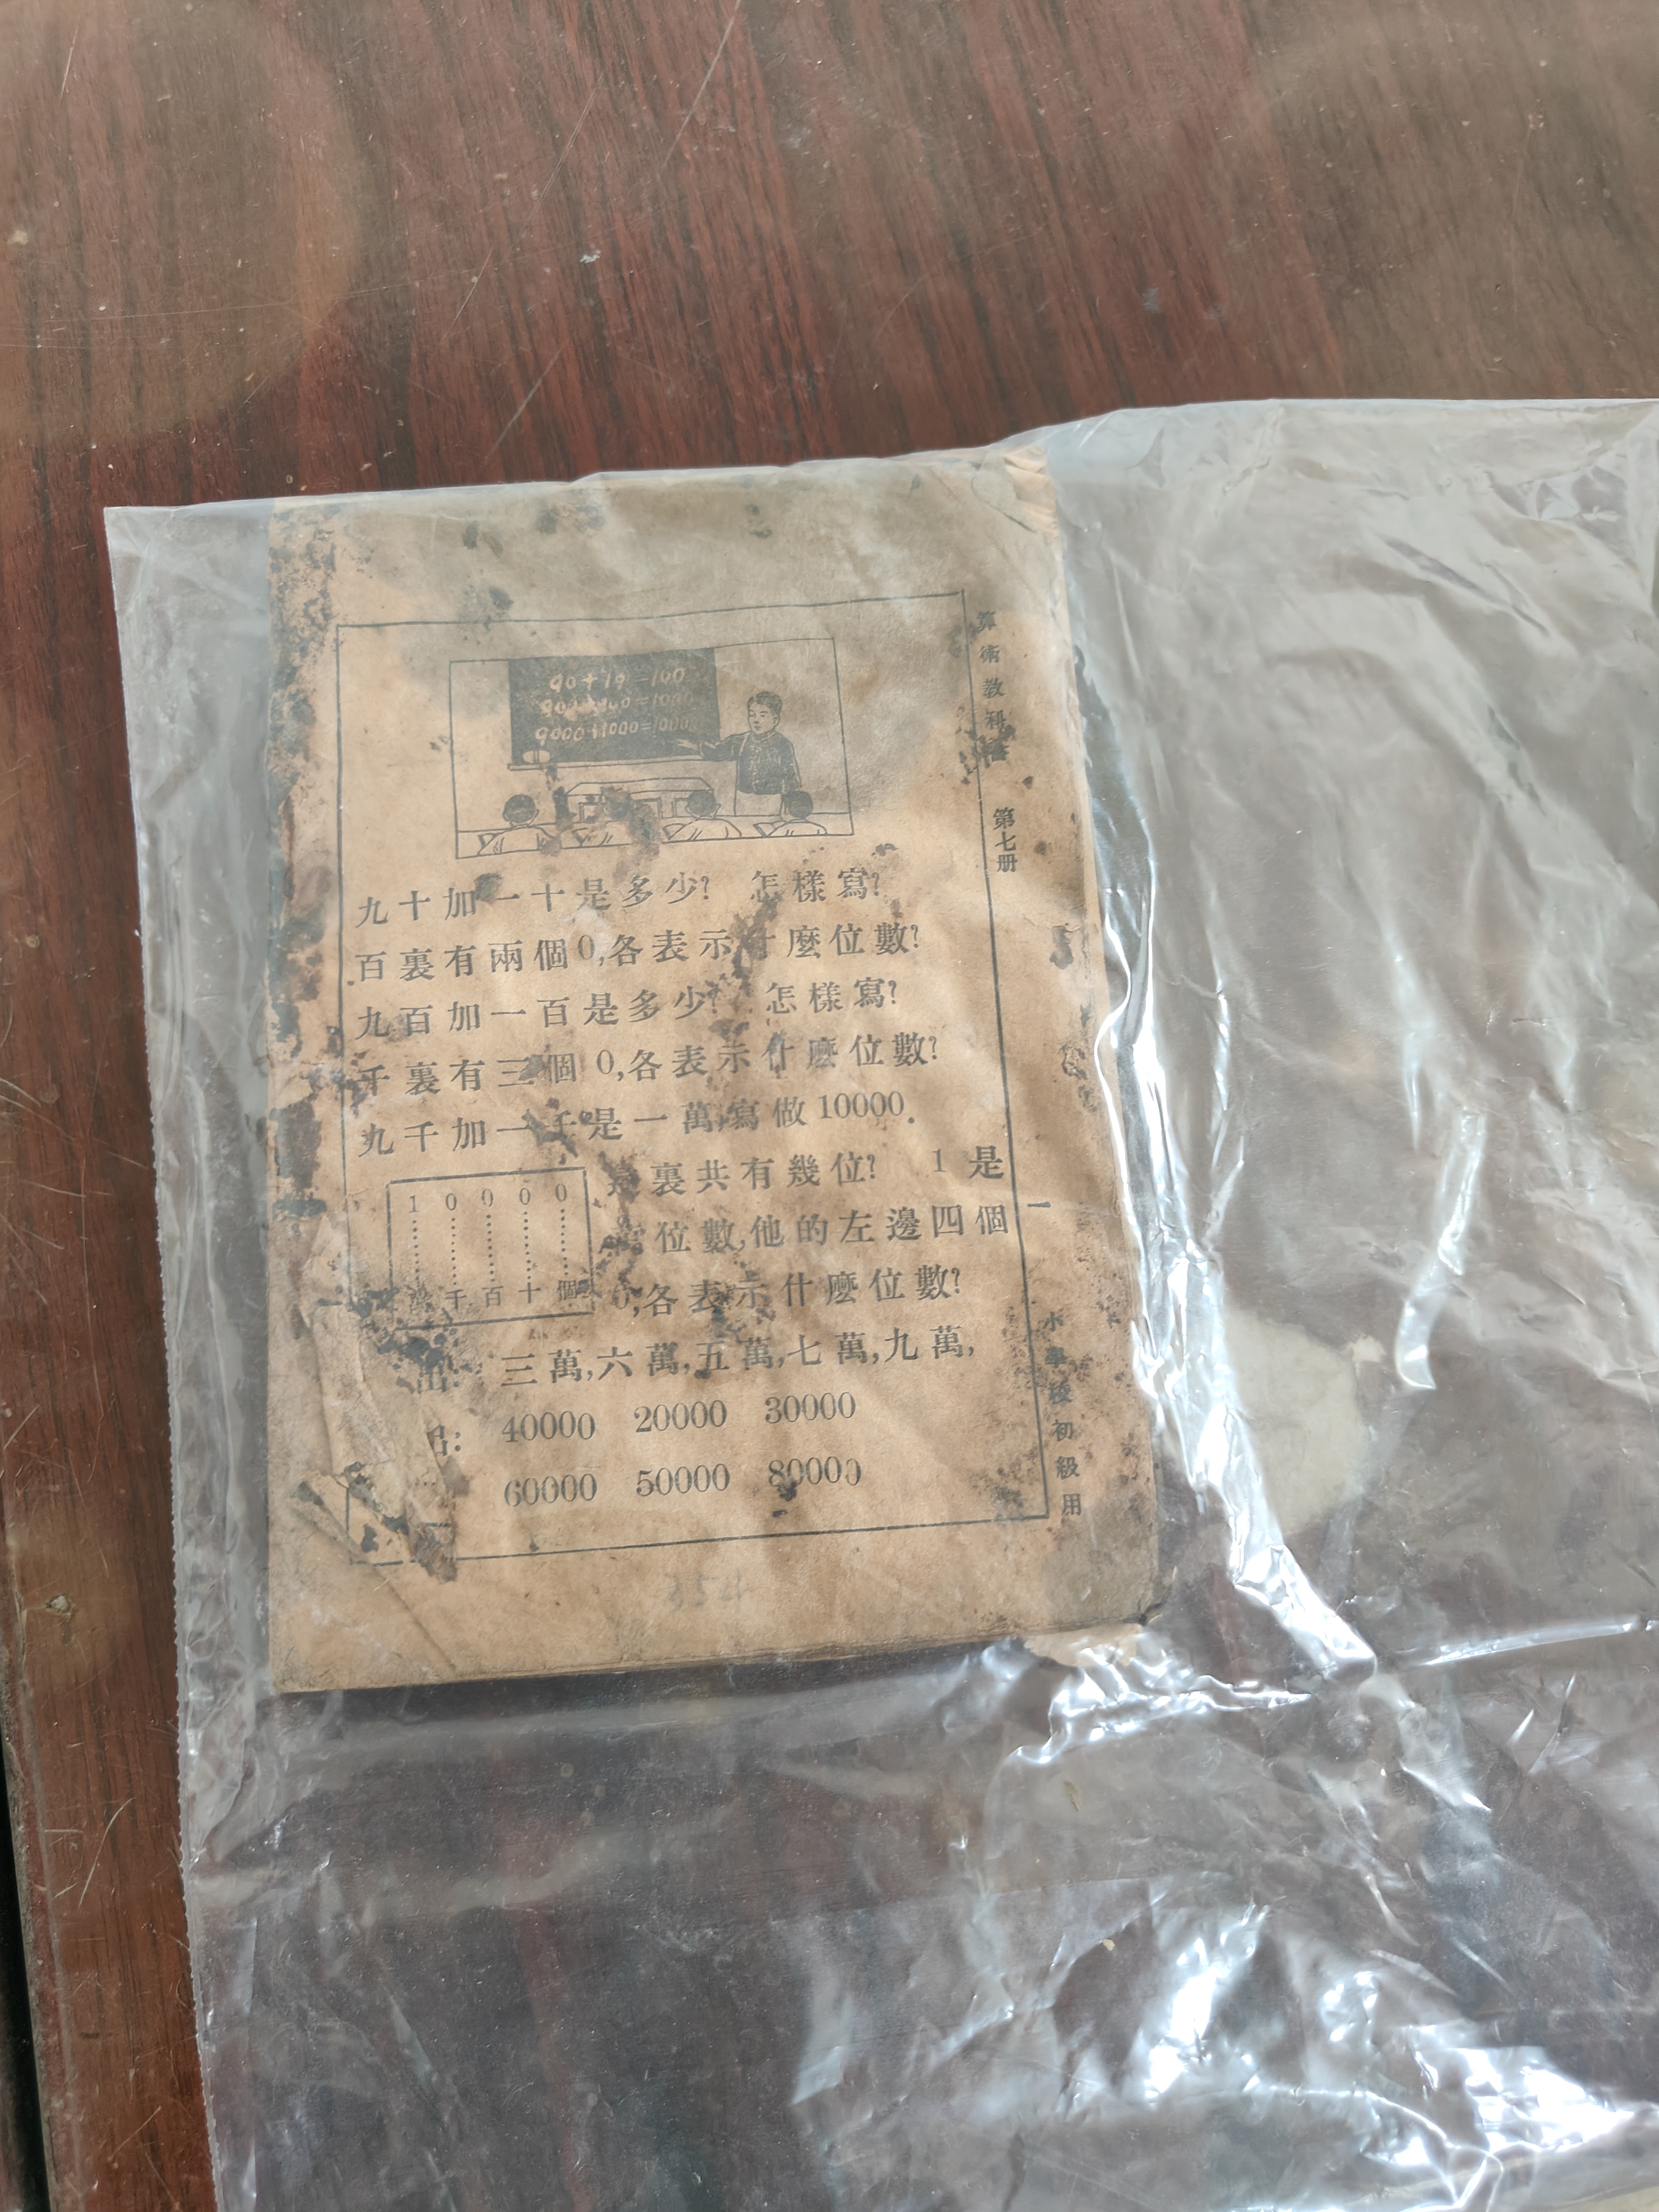 算術教科書 第七册
90+10=100
900+100=1000
9000+1000=10000
九十加一十是多少? 怎樣寫?
百裏有兩個0,各表示什麼位數?
九百加一百是多少? 怎樣寫?
千裏有三個0,各表示什麼位數?
九千加一千是一萬,寫做10000.
裏共有幾位? 1是
位數,他的左邊四個
0,各表示什麼位數?
1 0 0 0 0
千 百 十 個
三萬,六萬,五萬,七萬,九萬,
40000 20000 30000
60000 50000 80000
一
小學校初級用